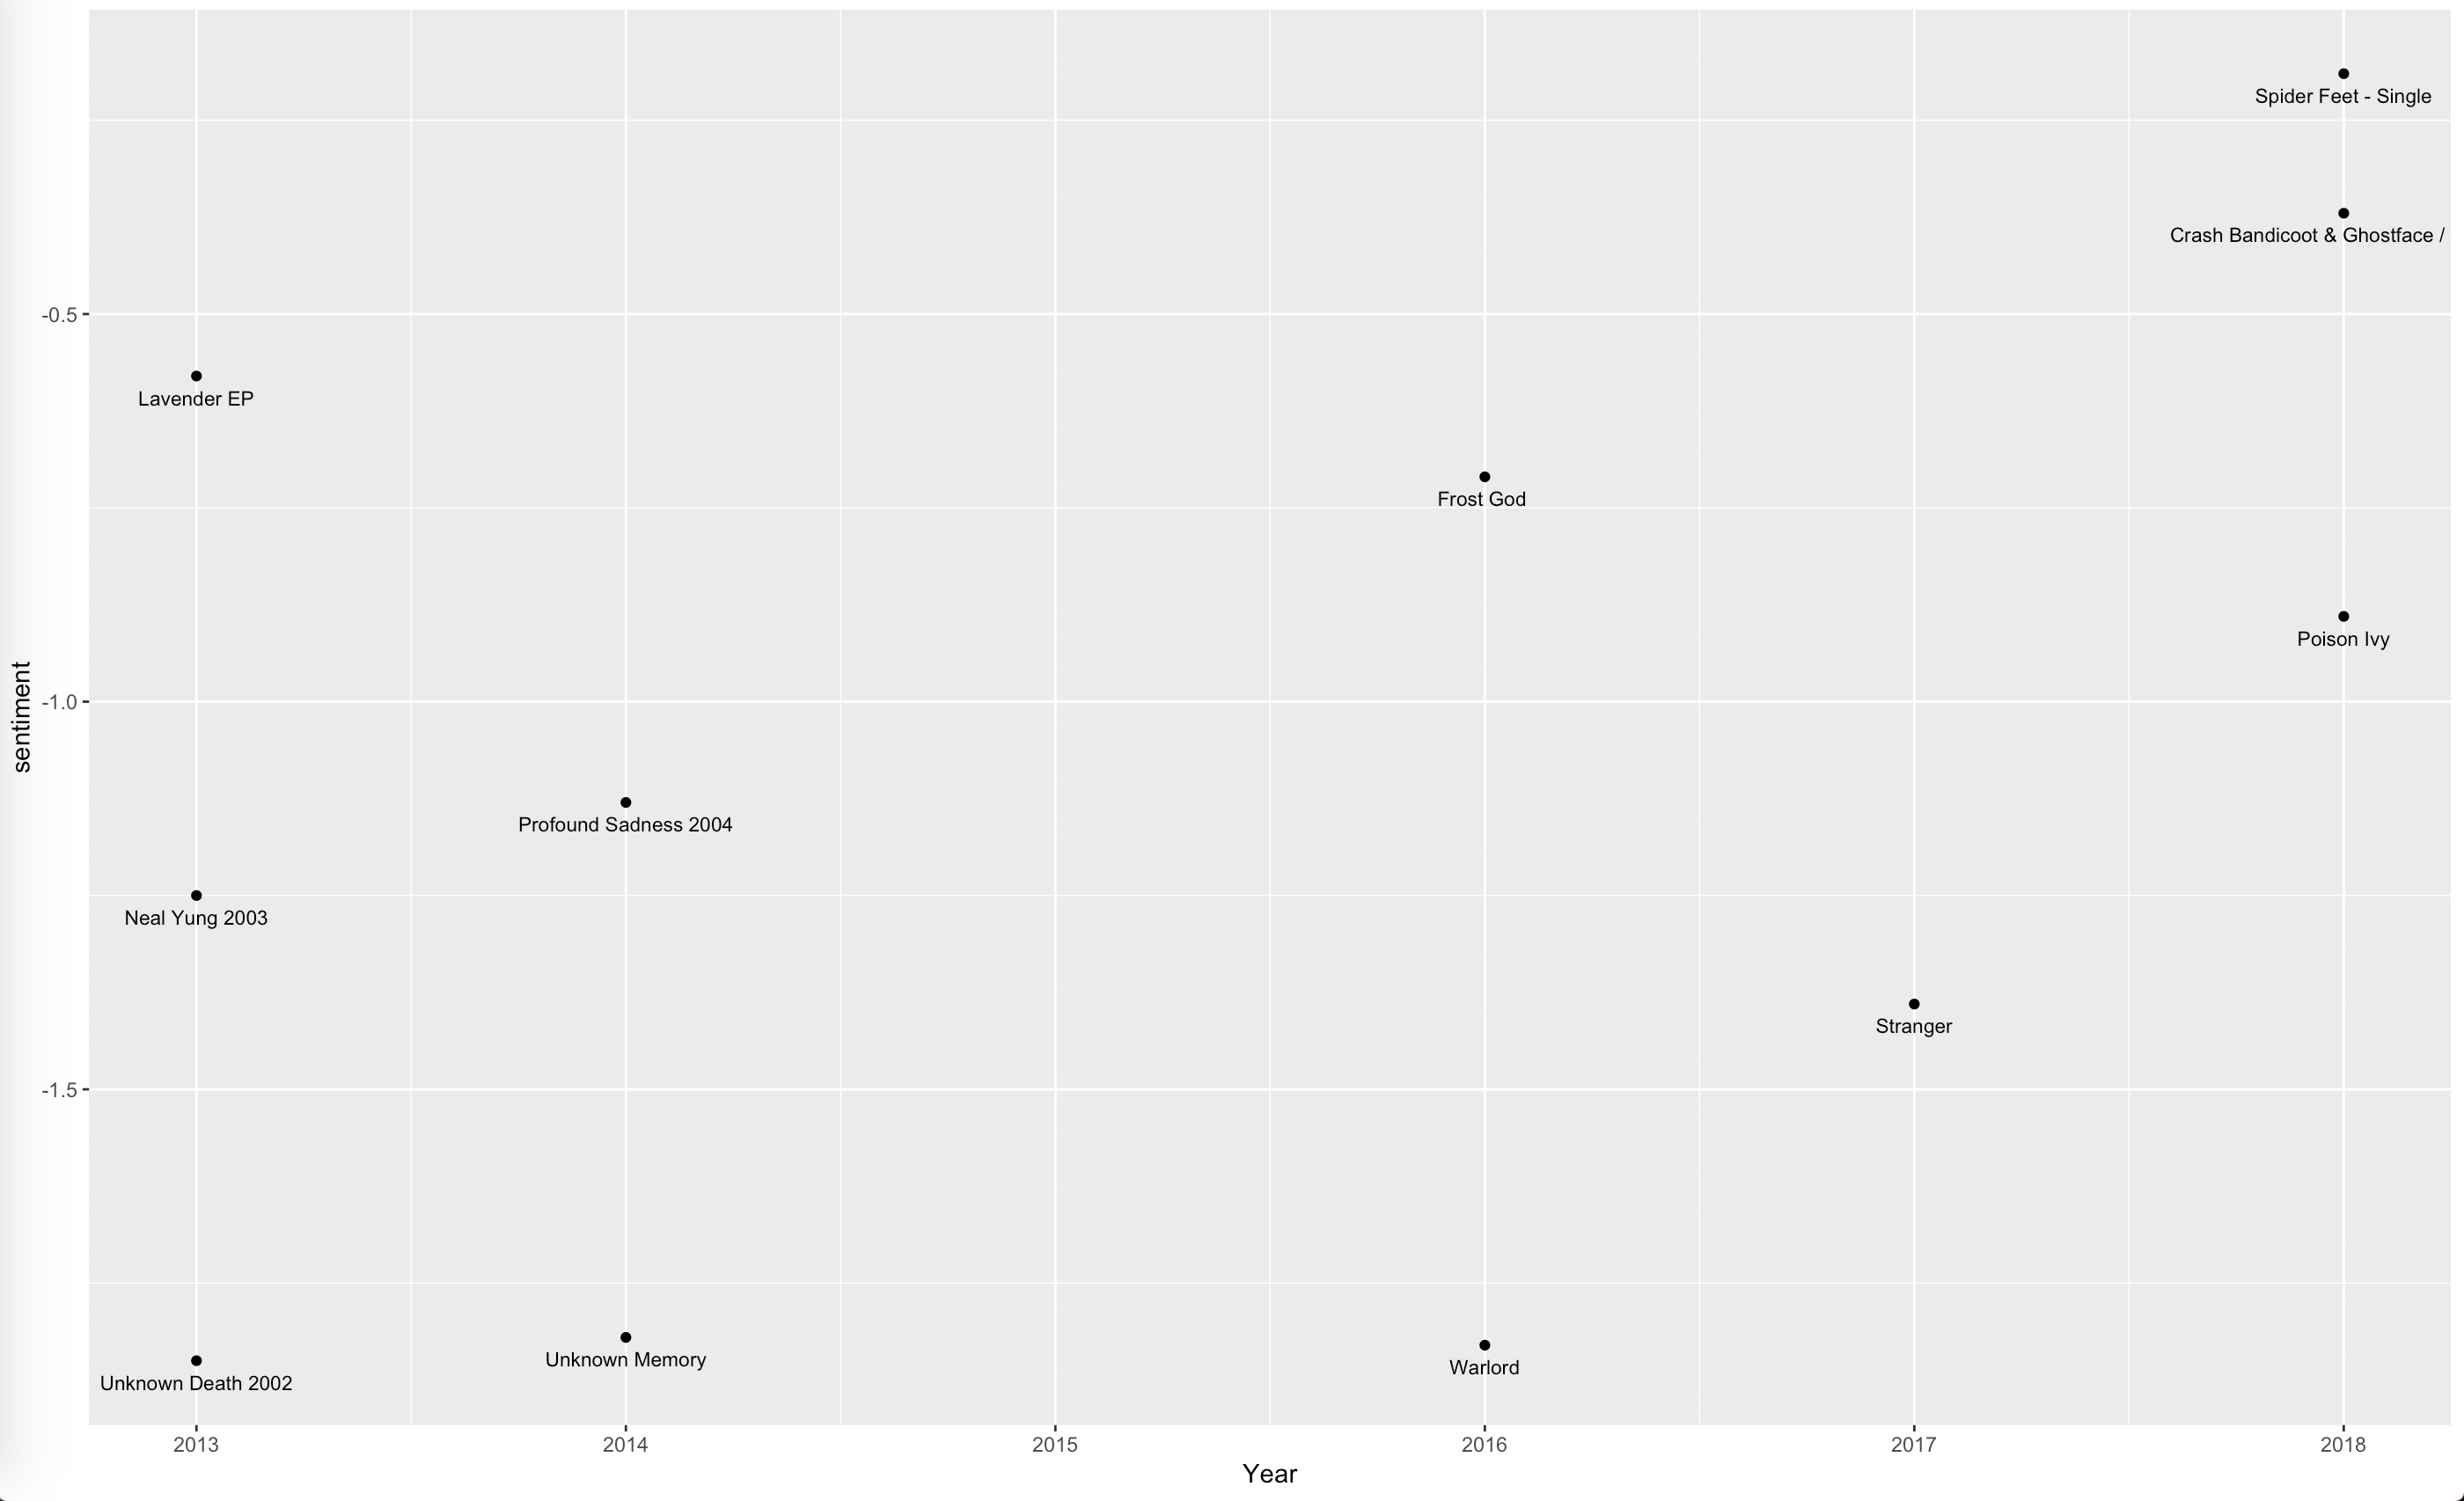 Spider Feet - Single
Crash Bandicoot & Ghostface /
-0.5
Lavender EP
Frost God
Poison Ivy
sentiment
-1.0
Profound Sadness 2004
Neal Yung 2003
Stranger
-1.5
Unknown Memory
Warlord
Unknown Death 2002
2013
2014
2015
2016
2017
2018
Year